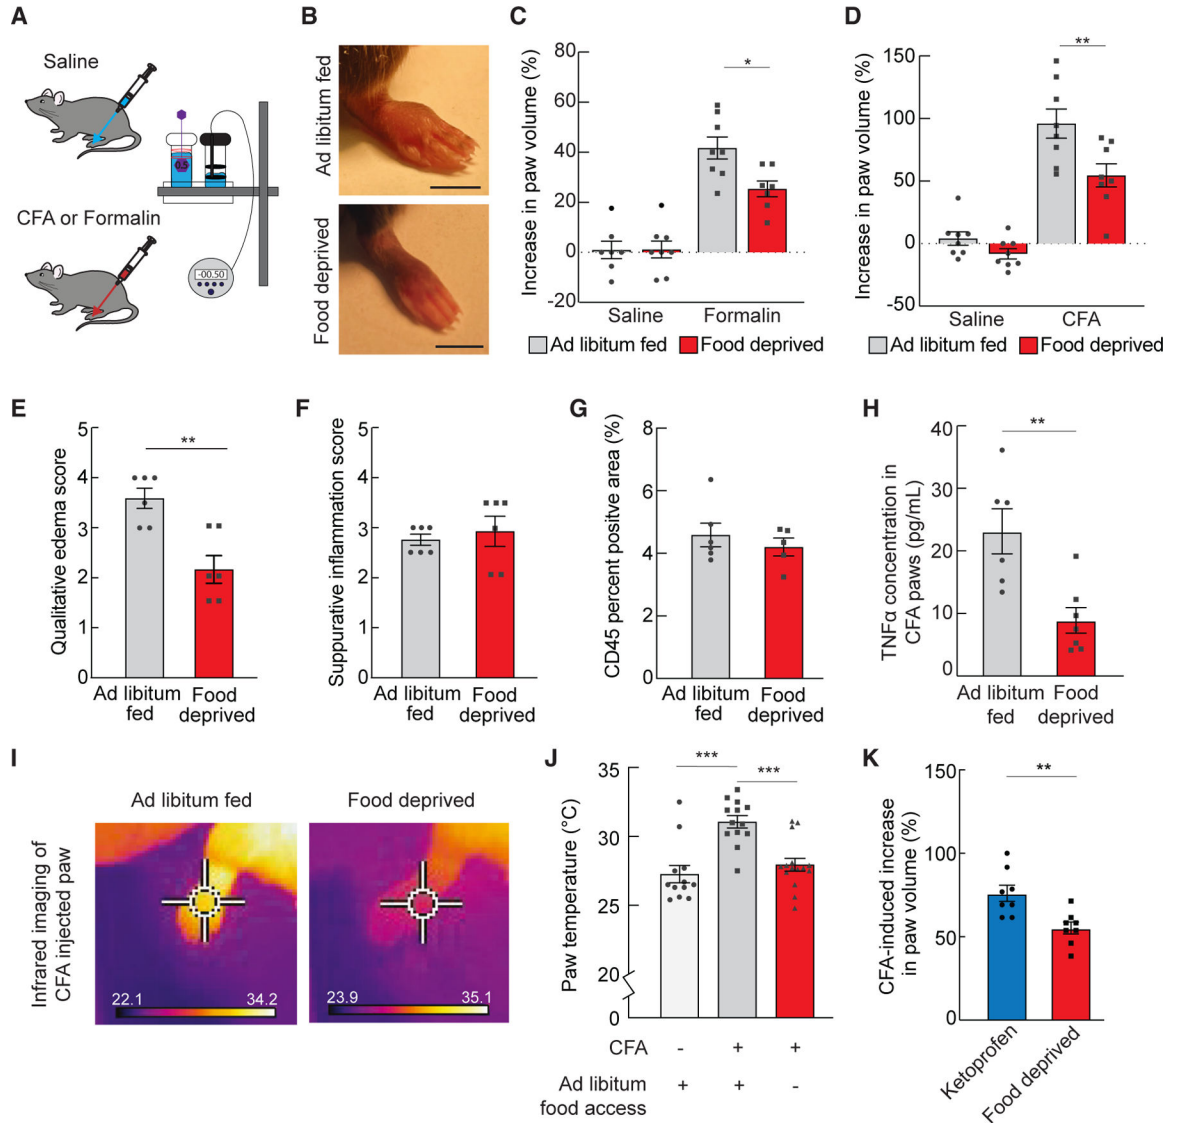 A
Saline
0.5
CFA or Formalin
-00.50
B
Ad libitum fed
Food deprived
C
Increase in paw volume (%)
80
60
40
20
0
-20
*
Saline
Formalin
Ad libitum fed
Food deprived
D
Increase in paw volume (%)
150
100
50
0
-50
**
Saline
CFA
Ad libitum fed
Food deprived
E
Qualitative edema score
5
4
3
2
1
0
**
Ad libitum
fed
Food
deprived
F
Suppurative inflammation score
5
4
3
2
1
0
Ad libitum
fed
Food
deprived
G
CD45 percent positve area (%)
8
6
4
2
0
Ad libitum
fed
Food
deprived
H
TNFα concentration in
CFA paws (pg/mL)
40
30
20
10
0
**
Ad libitum
fed
Food
deprived
I
Ad libitum fed
Food deprived
Infrared imaging of
CFA injected paw
22.1
34.2
23.9
35.1
J
Paw temperature (°C)
35
30
25
20
0
***
***
CFA - + +
Ad libitum + + -
food access
K
CFA-induced increase
in paw volume (%)
150
100
50
0
**
Ketoprofen
Food deprived